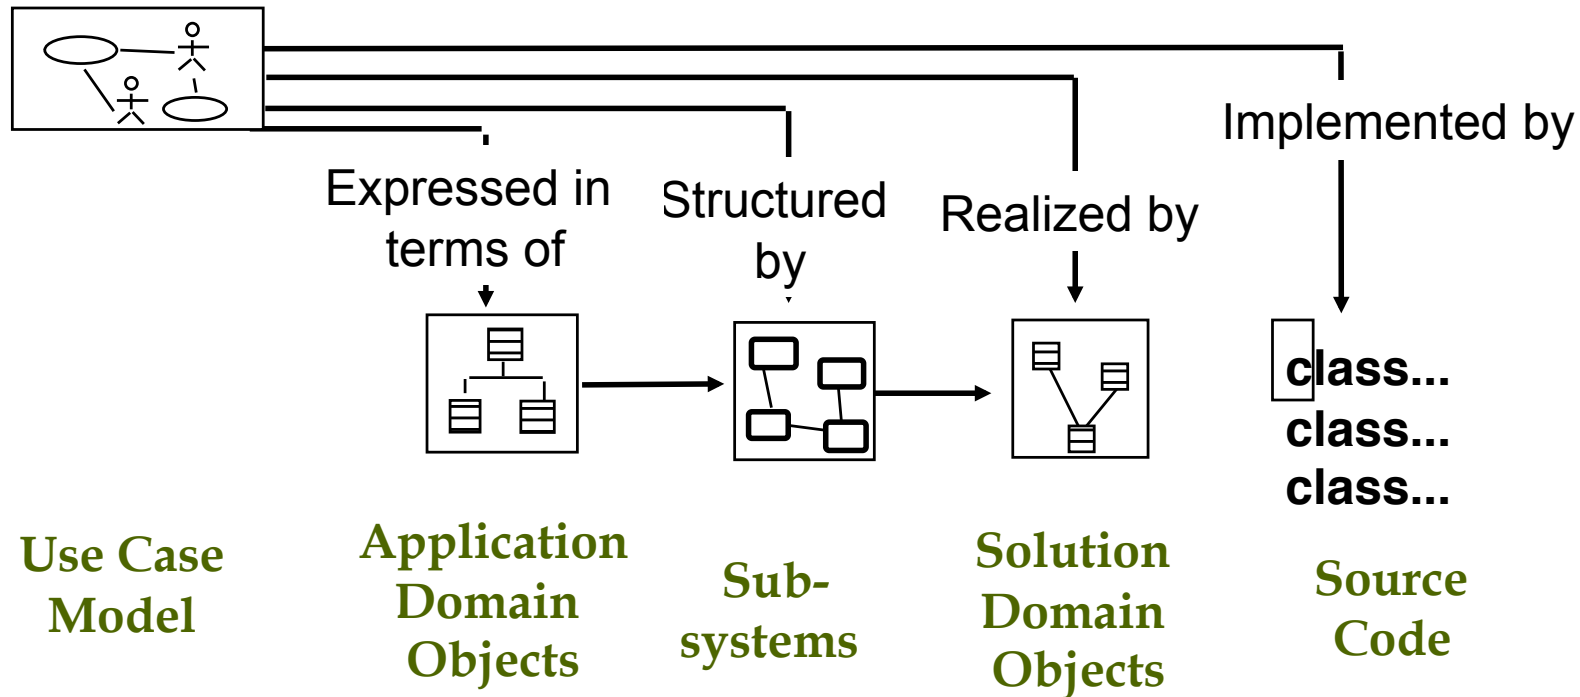 Implemented by
Expressed in
terms of
Structured
by
Realized by
class...
class...
class...
Use Case
Model
Application
Domain
Objects
Sub-
systems
Solution
Domain
Objects
Source
Code